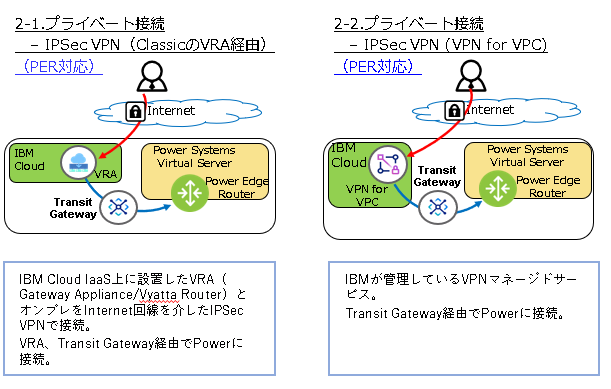 2-1.プライベート接続
– IPSec VPN（ClassicのVRA経由）
（PER対応）
Internet
IBM
Cloud
VRA
Power Systems
Virtual Server
Power Edge
Router
Transit
Gateway
IBM Cloud IaaS上に設置したVRA（
Gateway Appliance/Vyatta Router）と
オンプレをInternet回線を介したIPSec
VPNで接続。
VRA、Transit Gateway経由でPowerに
接続。
2-2.プライベート接続
– IPSec VPN (VPN for VPC)
（PER対応）
Internet
IBM
Cloud
VPN for
VPC
Power Systems
Virtual Server
Transit
Gateway
Power Edge
Router
IBMが管理しているVPNマネージドサ
ービス。
Transit Gateway経由でPowerに接続。